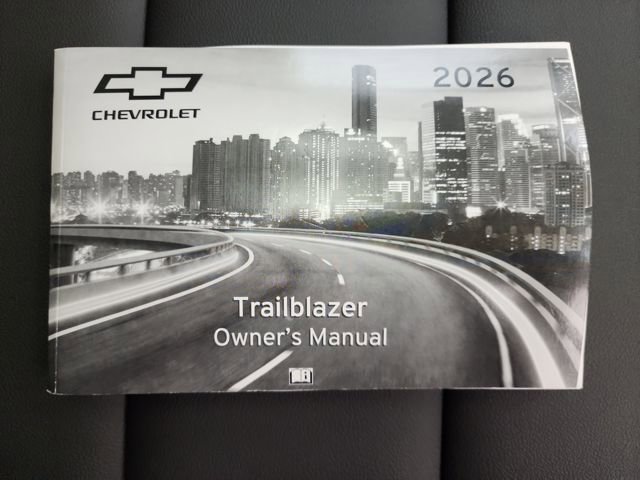 CHEVROLET
2026
Trailblazer
Owner's Manual